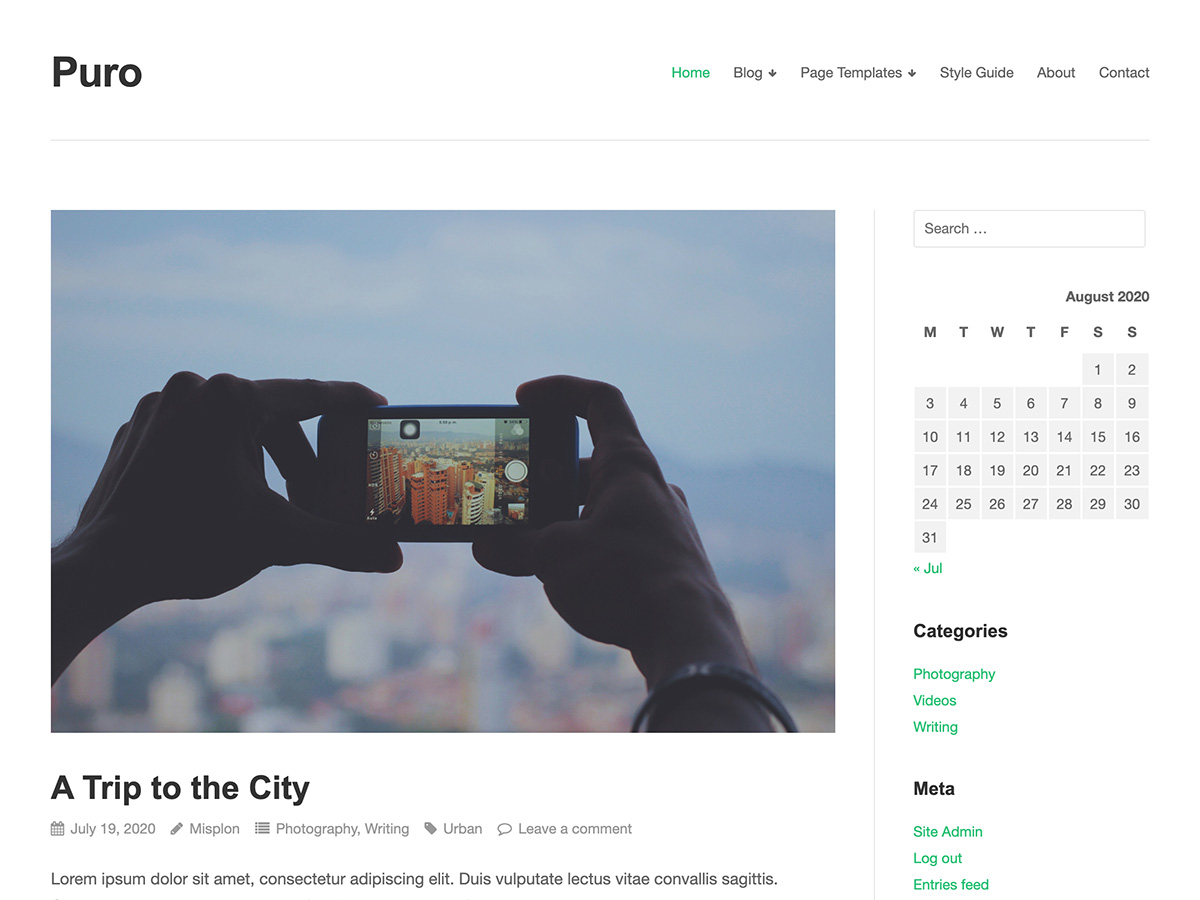 Puro
Home Blog Page Templates Style Guide About Contact
Search …
August 2020
M T W T F S S
1 2
3 4 5 6 7 8 9
10 11 12 13 14 15 16
17 18 19 20 21 22 23
24 25 26 27 28 29 30
31
« Jul
Categories
Photography
Videos
Writing
Meta
Site Admin
Log out
Entries feed
A Trip to the City
July 19, 2020 Misplon Photography, Writing Urban Leave a comment
Lorem ipsum dolor sit amet, consectetur adipiscing elit. Duis vulputate lectus vitae convallis sagittis.